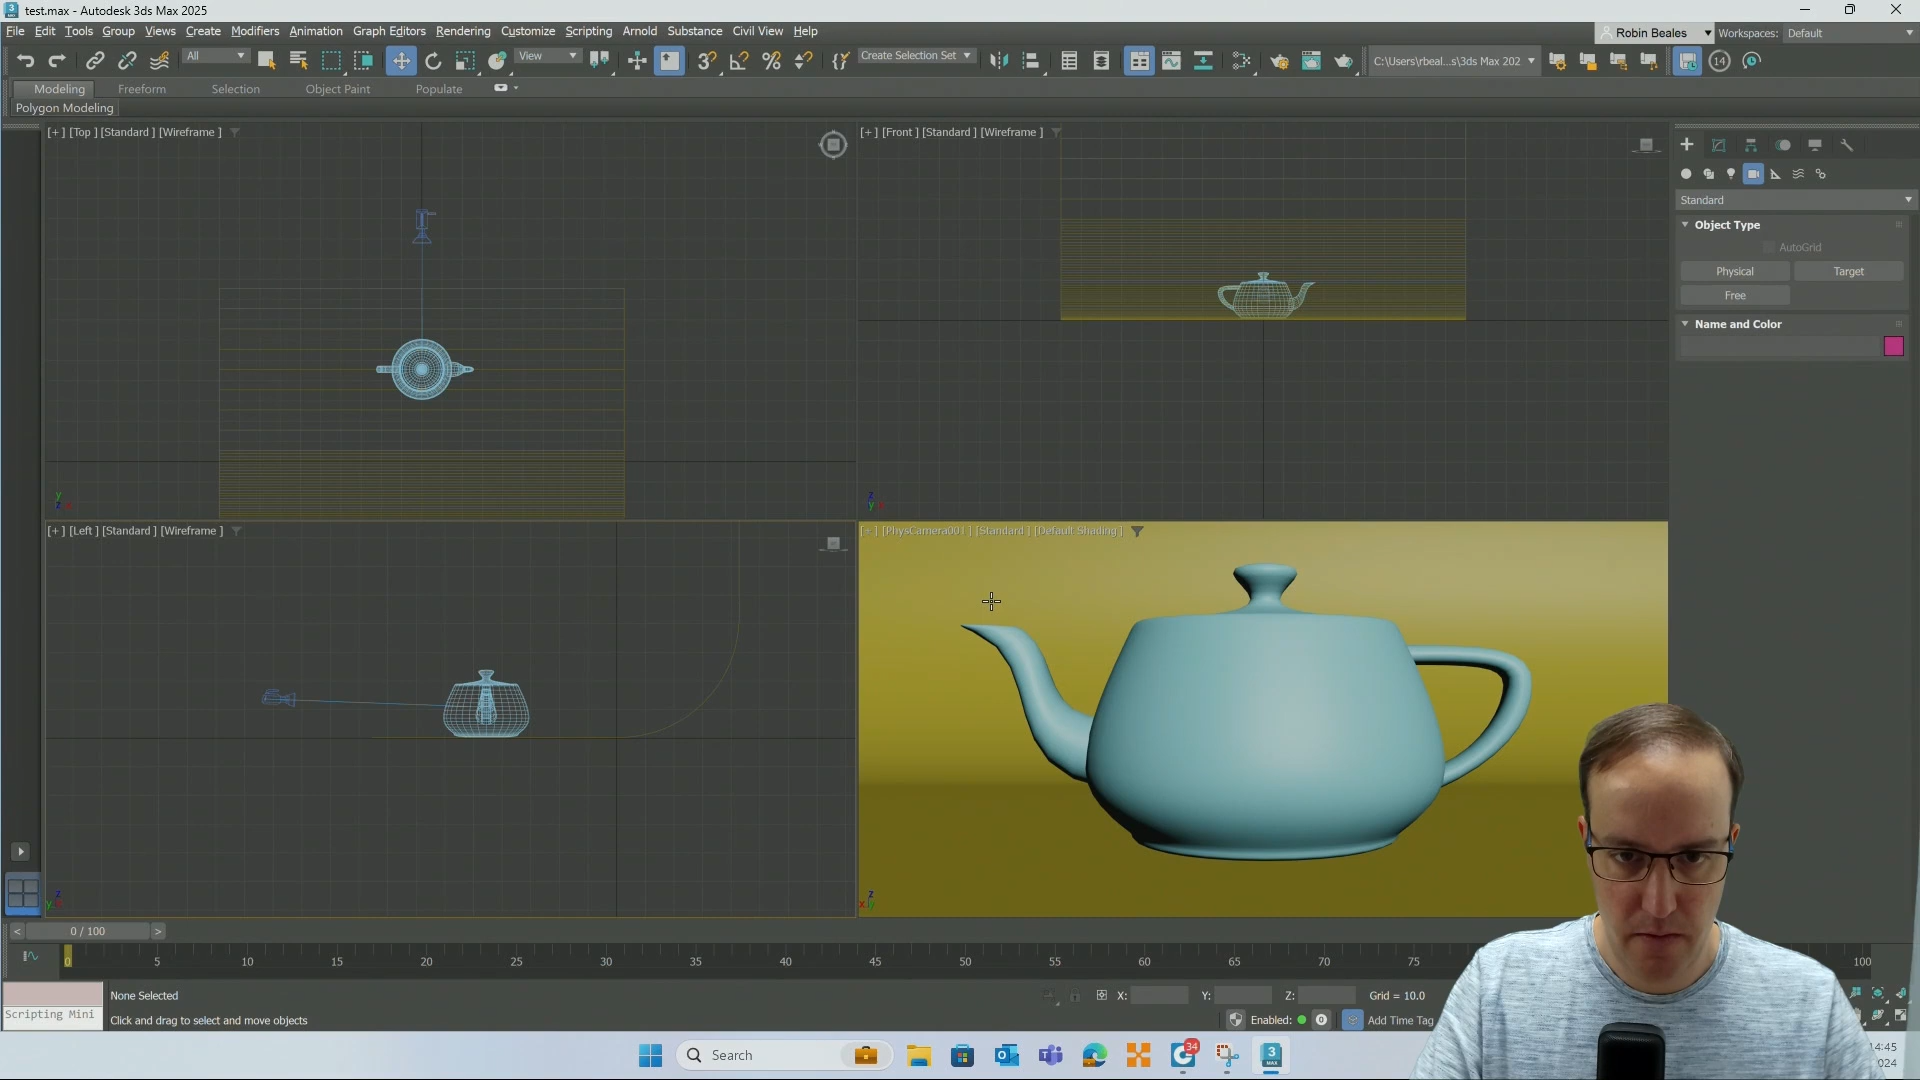 test.max - Autodesk 3ds Max 2025
File Edit Tools Group Views Create Modifiers Animation Graph Editors Rendering Customize Scripting Arnold Substance Civil View Help
Robin Beales Workspaces: Default
All View Create Selection Set C:\Users\rbeal...s\3ds Max 202 14
Modeling Freeform Selection Object Paint Populate
Polygon Modeling
[+] [Top ] [Standard ] [Wireframe ]
[+] [Front ] [Standard ] [Wireframe ]
Standard
Object Type
AutoGrid
Physical Target
Free
Name and Color
y
z
z
y
[+] [Left ] [Standard ] [Wireframe ]
[+] [PhysCamera001 ] [Standard ] [Default Shading ]
z
y
z
x y
< 0 / 100 >
0 5 10 15 20 25 30 35 40 45 50 55 60 65 70 75 100
None Selected
X: Y: Z: Grid = 10.0
Scripting Mini
Click and drag to select and move objects
Enabled: Add Time Tag
Search
34
3
MAX
14:45